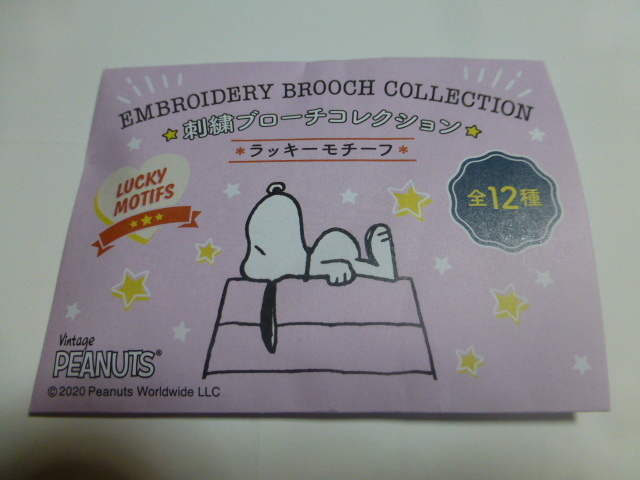 EMBROIDERY BROOCH COLLECTION
刺繍ブローチコレクション
*ラッキーモチーフ*
LUCKY
MOTIFS
全12種
Vintage
PEANUTS®
©2020 Peanuts Worldwide LLC